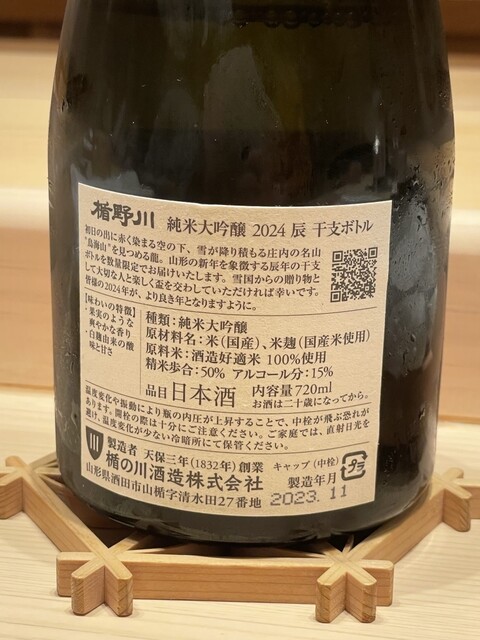 楯野川 純米大吟醸 2024 辰 干支ボトル
初日の出に赤く染まる空の下、雪が降り積もる庄内の名山
"鳥海山"を見つめる龍。山形の新年を象徴する辰年の干支
ボトルを数量限定でお届けいたします。雪国からの贈り物と
して大切な人と楽しく盃を交わしていただければ幸いです。
皆様の2024年が、より良き年となりますように。
【味わいの特徴】
・果実のような
爽やかな香り
・白麹由来の酸
味と甘さ
種類：純米大吟醸
原材料名：米（国産）、米麹（国産米使用）
原料米：酒造好適米 100%使用
精米歩合：50% アルコール分：15%
品目 日本酒 内容量720ml
お酒は二十歳になってから。
温度変化や振動により瓶の内圧が上昇することで、中栓が飛ぶ恐れが
あります。開栓の際は十分にご注意ください。ご家庭では、直射日光を
避け、温度変化が少ない冷暗所にて保管ください。
製造者 天保三年（1832年）創業
楯の川酒造株式会社
山形県酒田市山楯字清水田27番地
キャップ（中栓） プラ
製造年月
2023.11